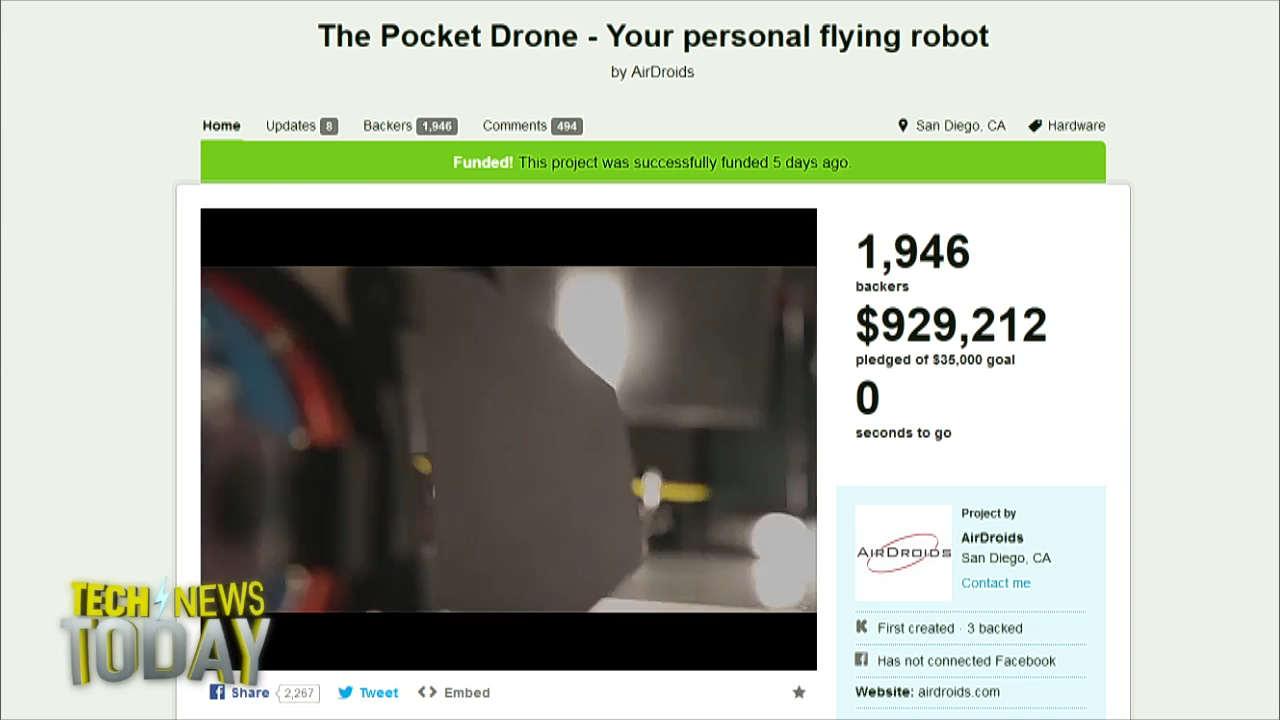 The Pocket Drone - Your personal flying robot
by AirDroids
Home Updates 8 Backers 1,946 Comments 494 San Diego, CA Hardware
Funded! This project was successfully funded 5 days ago.
1,946
backers
$929,212
pledged of $35,000 goal
0
seconds to go
AIRDROIDS
Project by
AirDroids
San Diego, CA
Contact me
First created · 3 backed
Has not connected Facebook
Website: airdroids.com
TECH NEWS
TODAY
Share 2,267 Tweet Embed